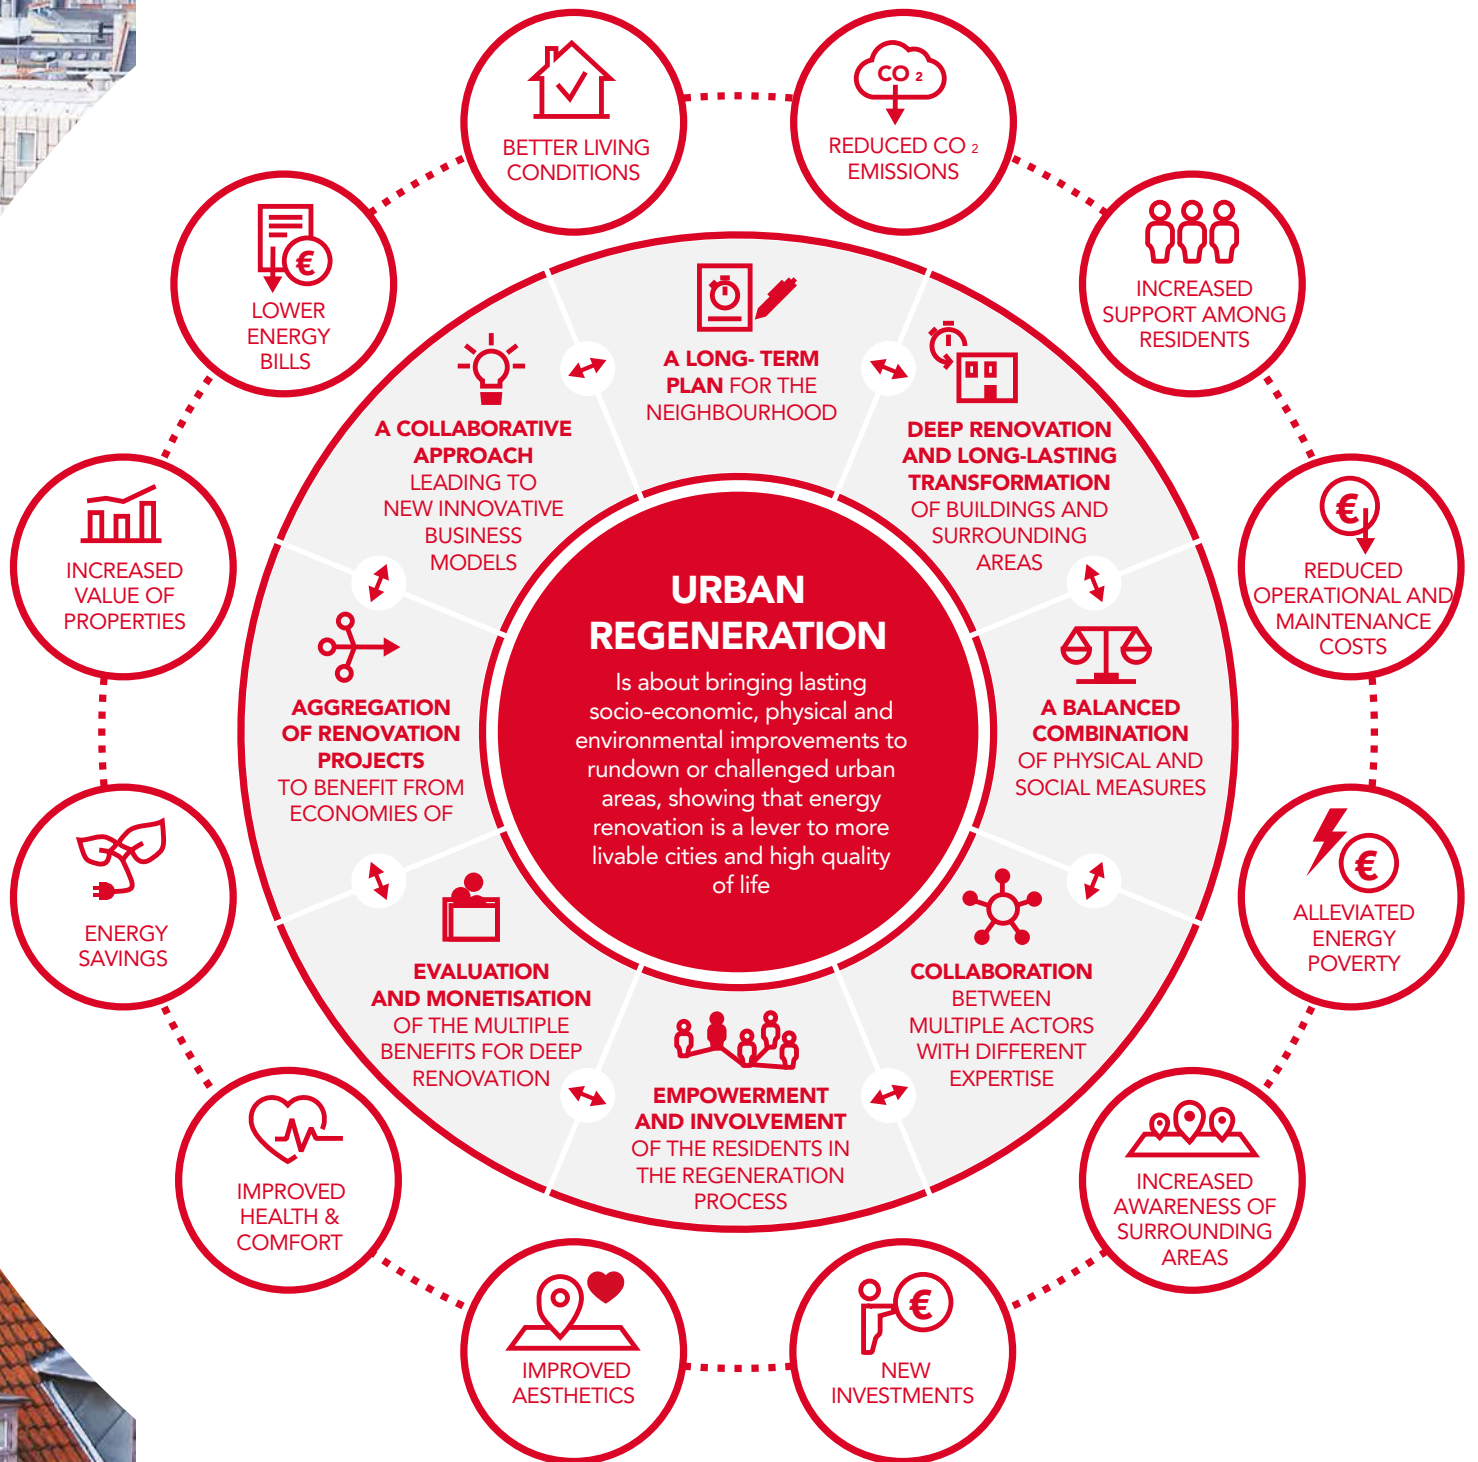 BETTER LIVING
CONDITIONS
CO 2
REDUCED CO 2
EMISSIONS
€
LOWER
ENERGY
BILLS
INCREASED
SUPPORT AMONG
RESIDENTS
A LONG- TERM
PLAN FOR THE
NEIGHBOURHOOD
A COLLABORATIVE
APPROACH
LEADING TO
NEW INNOVATIVE
BUSINESS
MODELS
DEEP RENOVATION
AND LONG-LASTING
TRANSFORMATION
OF BUILDINGS AND
SURROUNDING
AREAS
INCREASED
VALUE OF
PROPERTIES
€
REDUCED
OPERATIONAL AND
MAINTENANCE
COSTS
URBAN
REGENERATION
Is about bringing lasting
socio-economic, physical and
environmental improvements to
rundown or challenged urban
areas, showing that energy
renovation is a lever to more
livable cities and high quality
of life
AGGREGATION
OF RENOVATION
PROJECTS
TO BENEFIT FROM
ECONOMIES OF
A BALANCED
COMBINATION
OF PHYSICAL AND
SOCIAL MEASURES
ENERGY
SAVINGS
€
ALLEVIATED
ENERGY
POVERTY
EVALUATION
AND MONETISATION
OF THE MULTIPLE
BENEFITS FOR DEEP
RENOVATION
COLLABORATION
BETWEEN
MULTIPLE ACTORS
WITH DIFFERENT
EXPERTISE
EMPOWERMENT
AND INVOLVEMENT
OF THE RESIDENTS IN
THE REGENERATION
PROCESS
IMPROVED
HEALTH &
COMFORT
INCREASED
AWARENESS OF
SURROUNDING
AREAS
IMPROVED
AESTHETICS
€
NEW
INVESTMENTS